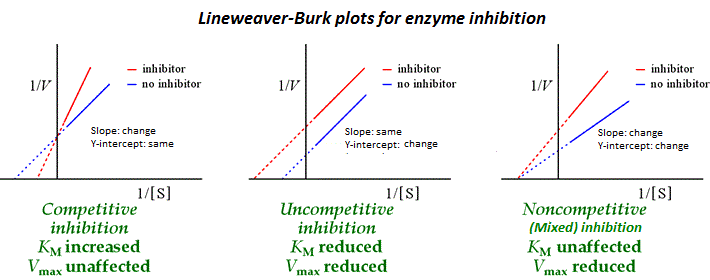 Lineweaver-Burk plots for enzyme inhibition
1/V
inhibitor
no inhibitor
Slope: change
Y-intercept: same
1/[S]
Competitive
inhibition
KM increased
Vmax unaffected
1/V
inhibitor
no inhibitor
Slope: same
Y-intercept: change
1/[S]
Uncompetitive
inhibition
KM reduced
Vmax reduced
1/V
inhibitor
no inhibitor
Slope: change
Y-intercept: change
1/[S]
Noncompetitive
(Mixed) inhibition
KM unaffected
Vmax reduced